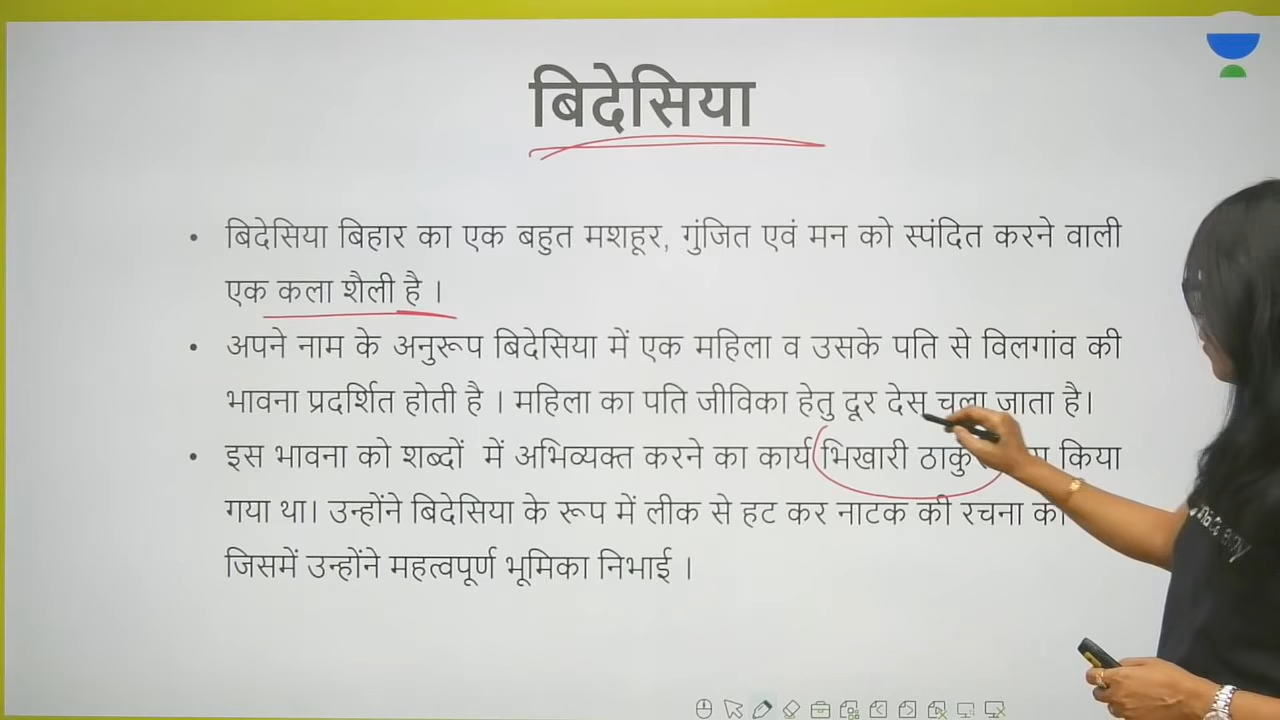 बिदेसिया
• बिदेसिया बिहार का एक बहुत मशहूर, गुंजित एवं मन को स्पंदित करने वाली
एक कला शैली है ।
• अपने नाम के अनुरूप बिदेसिया में एक महिला व उसके पति से विलगांव की
भावना प्रदर्शित होती है । महिला का पति जीविका हेतु दूर देस चला जाता है।
• इस भावना को शब्दों में अभिव्यक्त करने का कार्य भिखारी ठाकुर किया
गया था। उन्होंने बिदेसिया के रूप में लीक से हट कर नाटक की रचना की
जिसमें उन्होंने महत्वपूर्ण भूमिका निभाई ।